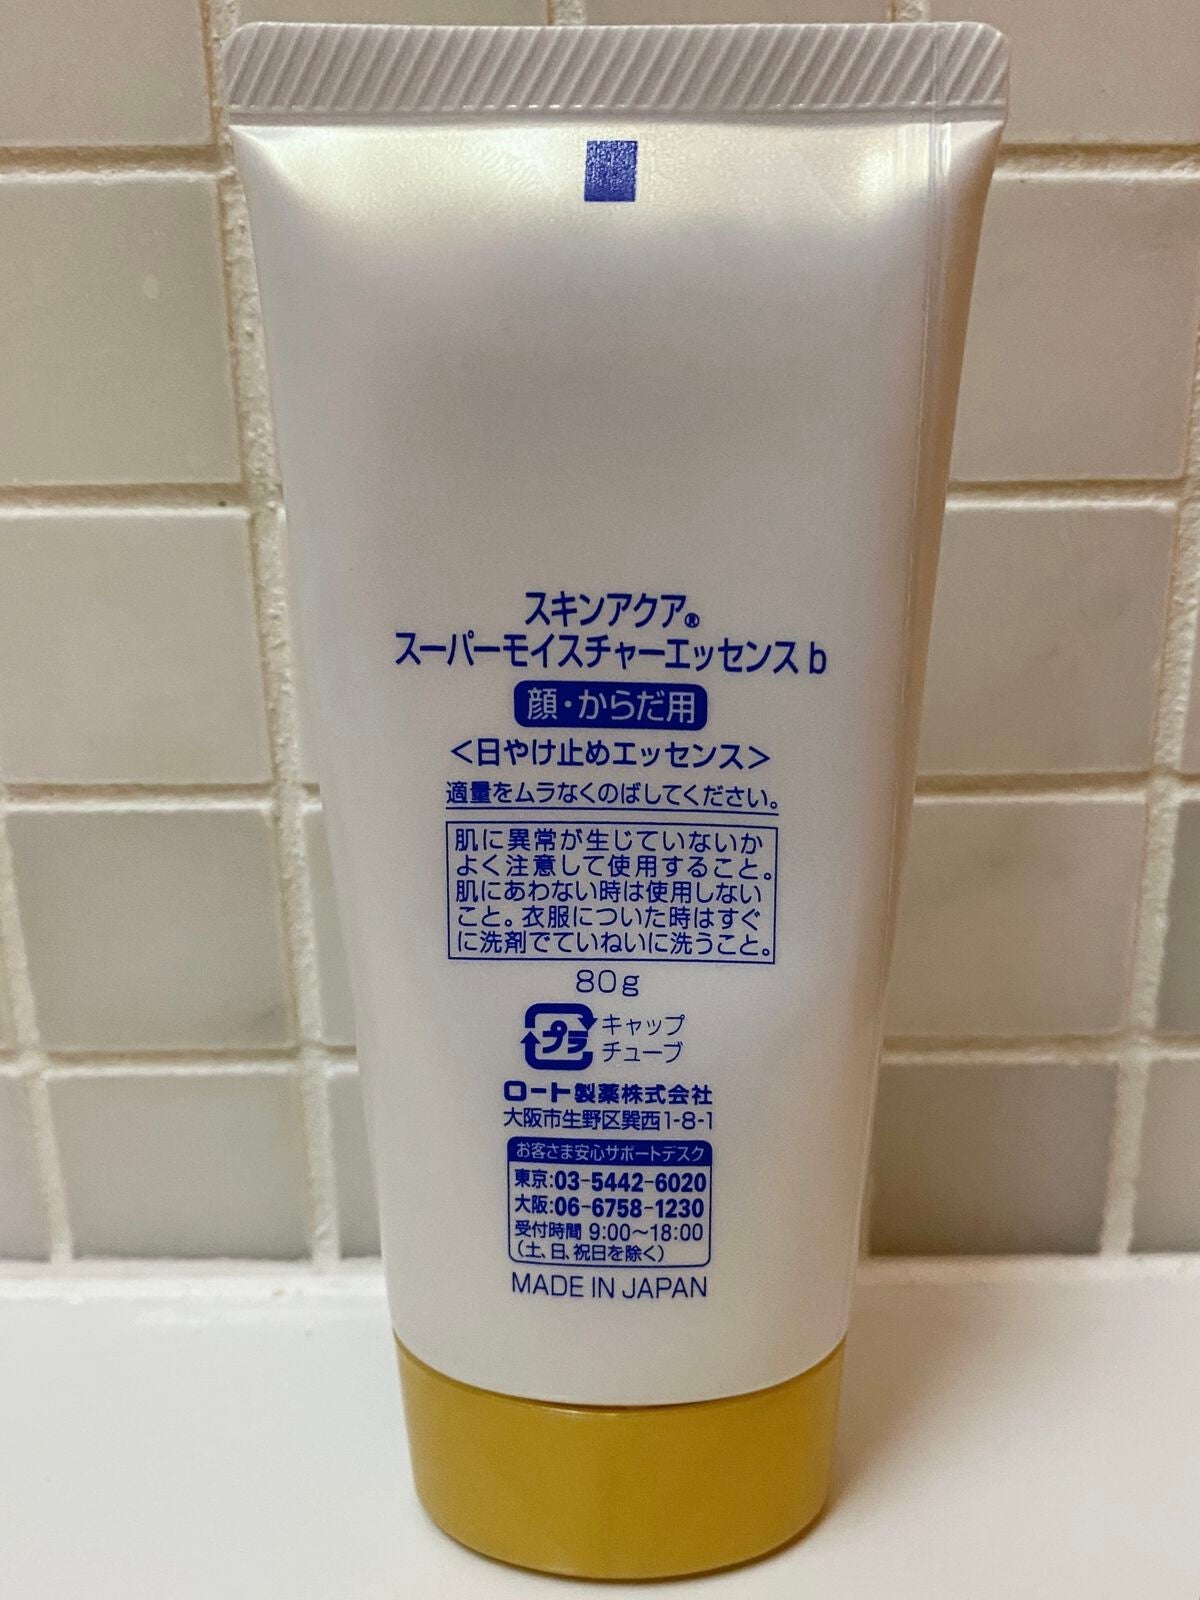 スキンアクア®
スーパーモイスチャーエッセンスb
顔・からだ用
<日やけ止めエッセンス>
適量をムラなくのばしてください。
肌に異常が生じていないか
よく注意して使用すること。
肌にあわない時は使用しない
こと。衣服についた時はすぐ
に洗剤でていねいに洗うこと。
80g
プラ
キャップ
チューブ
ロート製薬株式会社
大阪市生野区巽西1-8-1
お客さま安心サポートデスク
東京:03-5442-6020
大阪:06-6758-1230
受付時間 9:00〜18:00
(土、日、祝日を除く)
MADE IN JAPAN